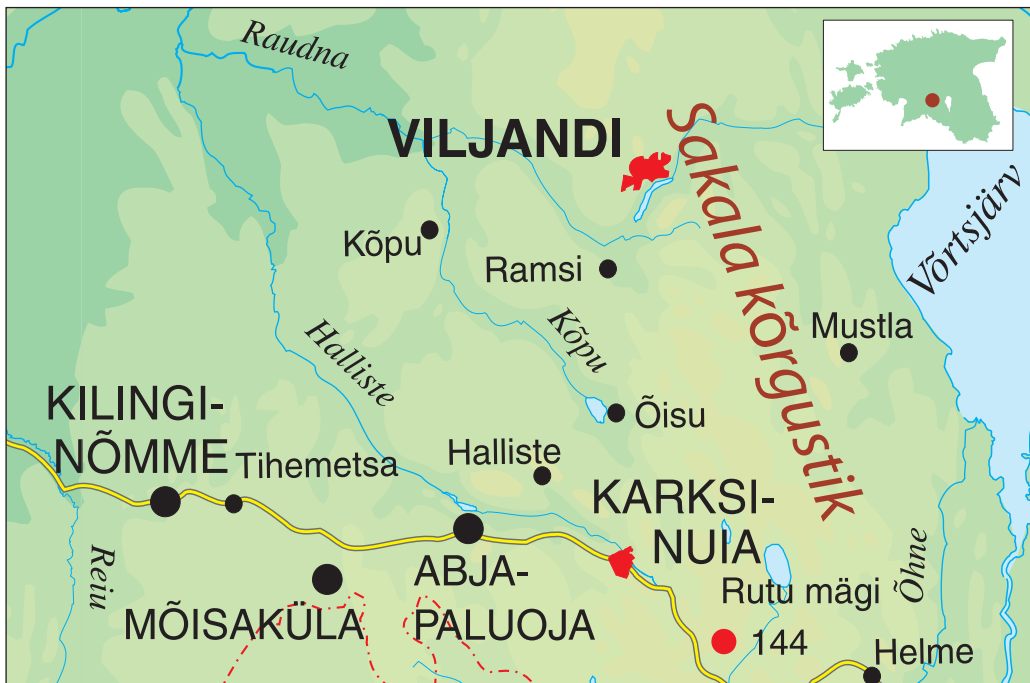 Raudna
VILJANDI
Sakala kõrgustik
Võrtsjärv
Kõpu
Ramsi
Kõpu
Mustla
Halliste
KILINGI-
NÕMME
Tihemetsa
Õisu
Halliste
KARKSI-
NUIA
Reiu
MÕISAKÜLA
ABJA-
PALUOJA
Rutu mägi
144
Õhne
Helme